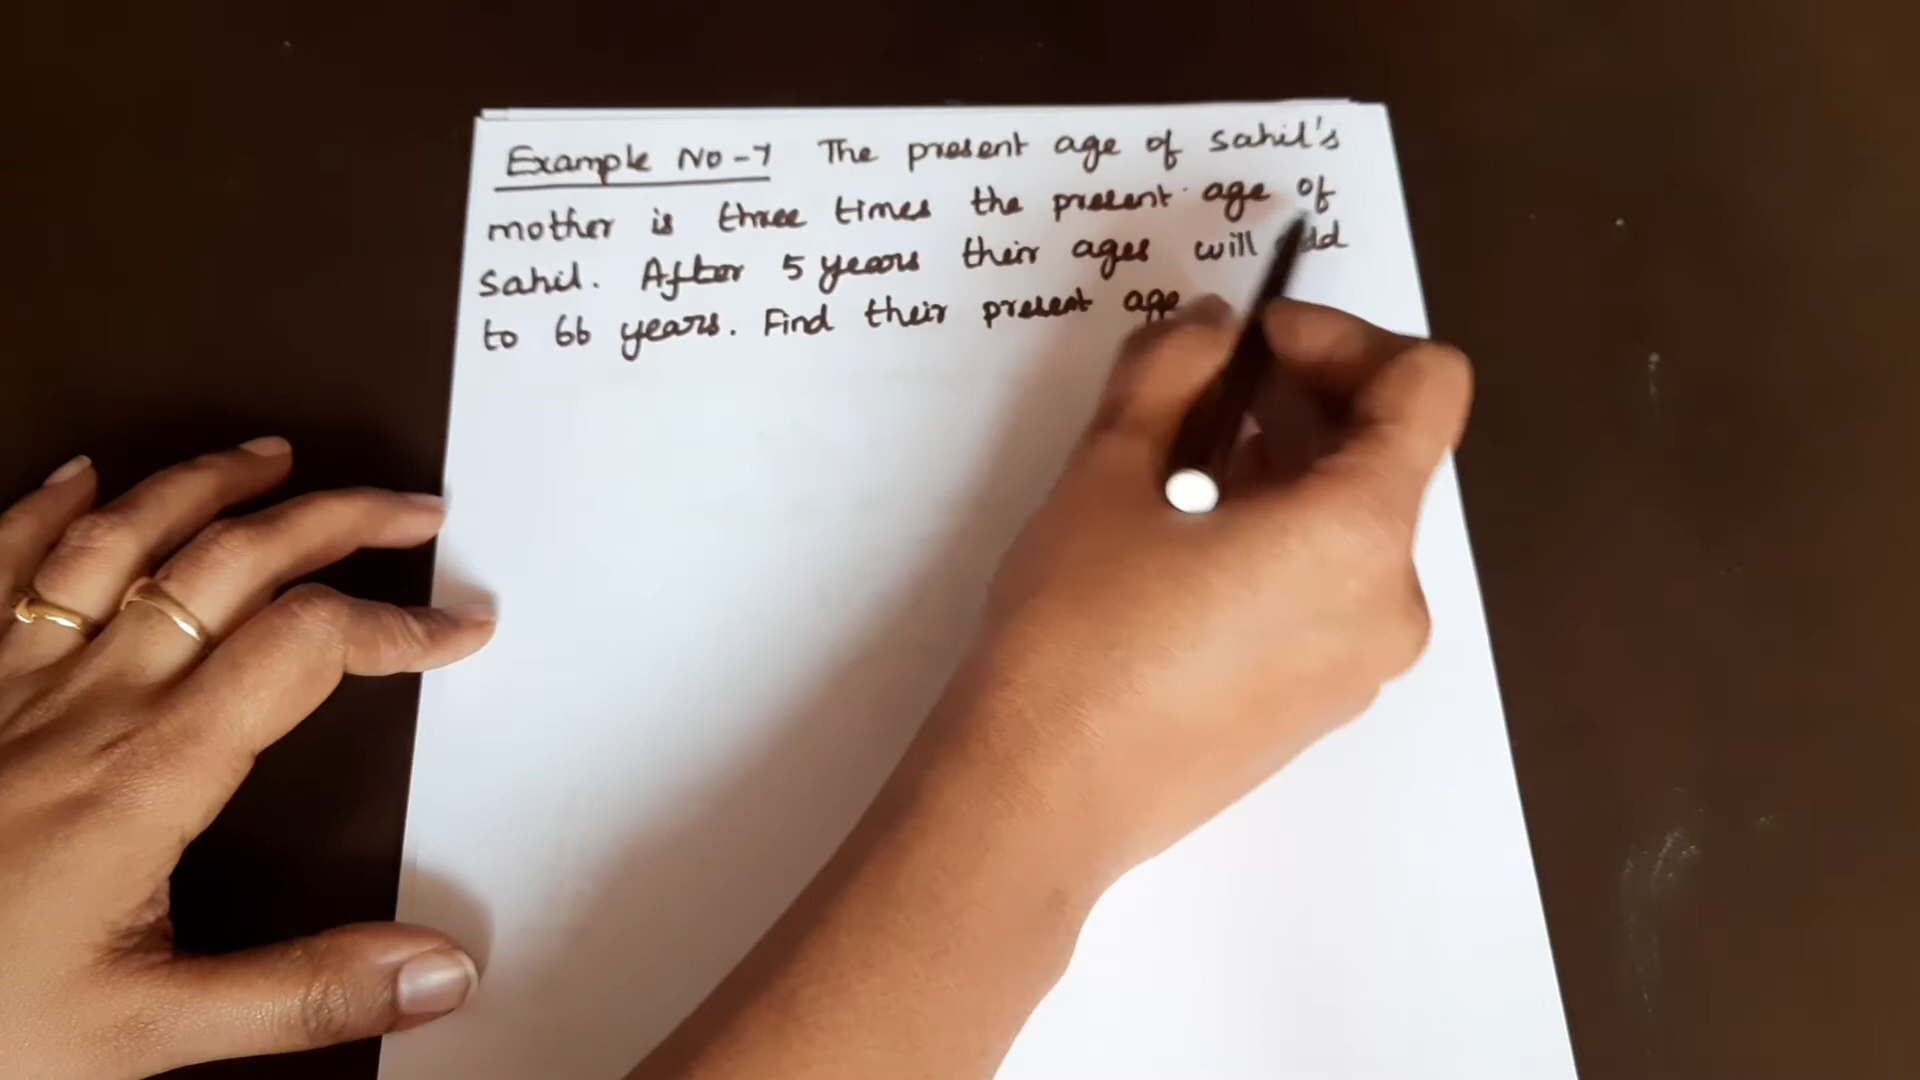 Example No-7 The present age of Sahil's
mother is three times the present age of
Sahil. After 5 years their ages will add
to 66 years. Find their present age